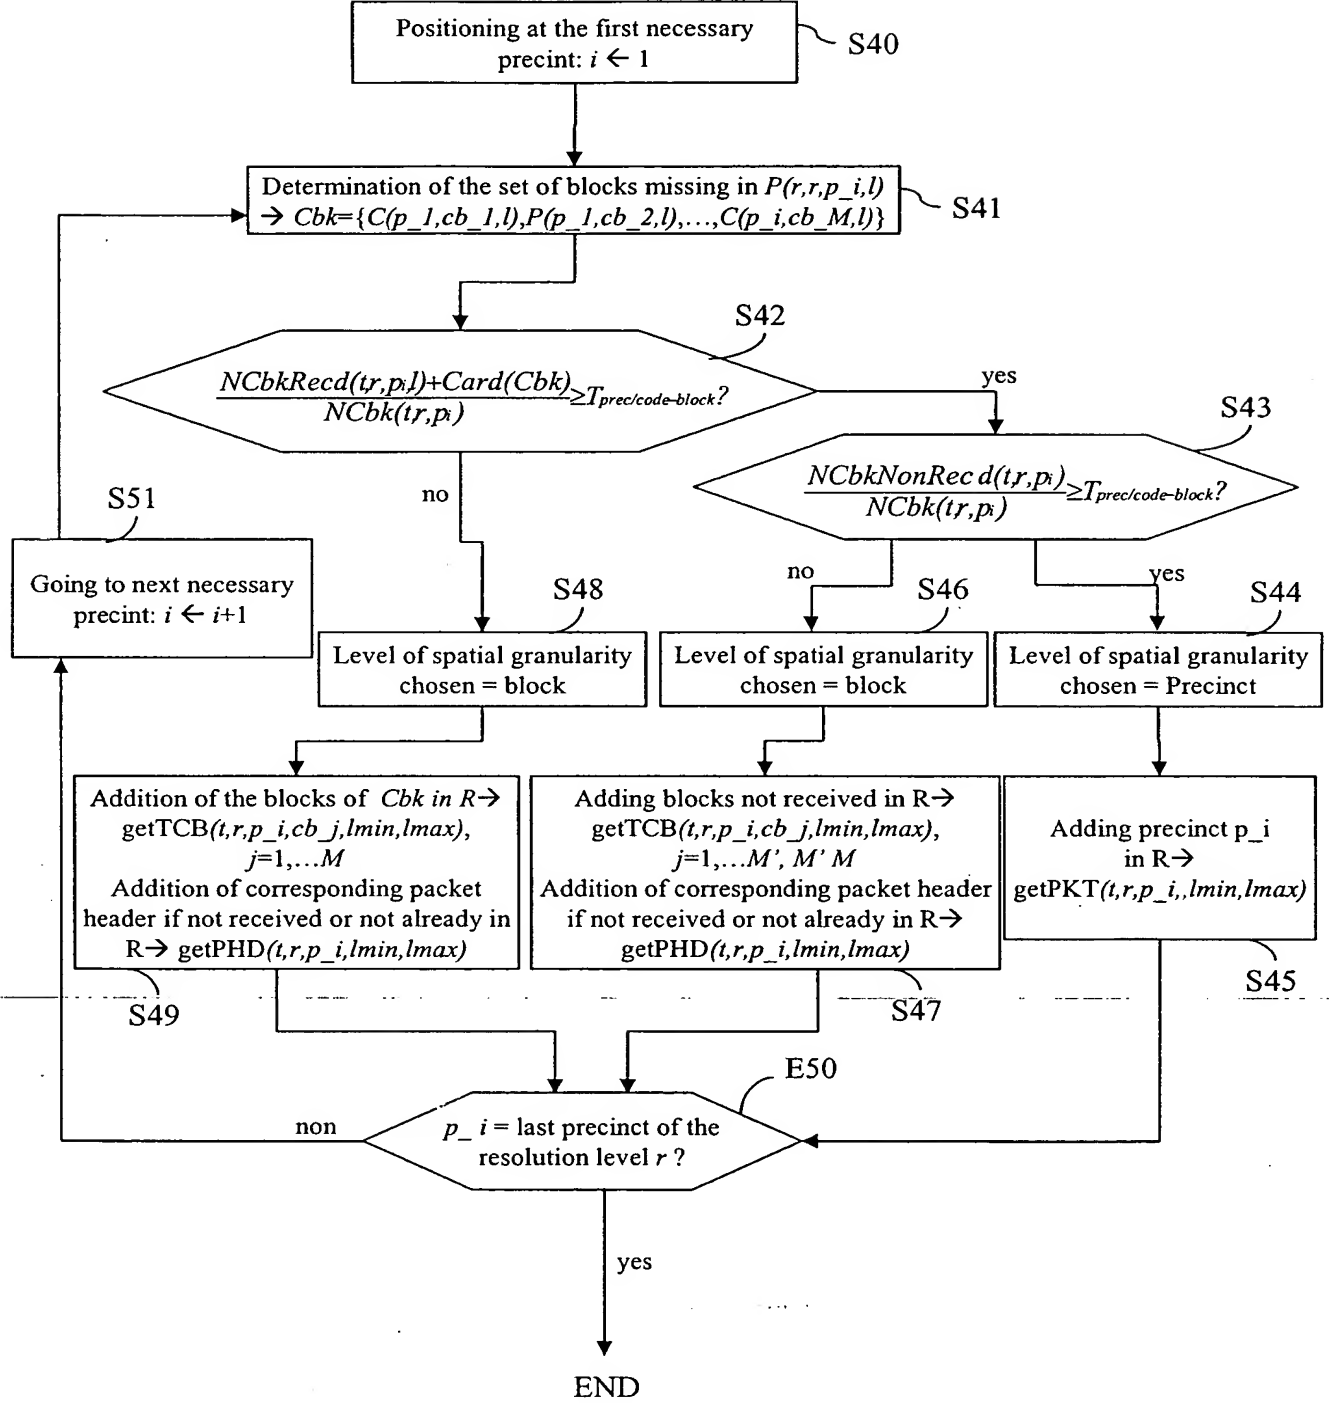 Positioning at the first necessary
precint: i ← 1
S40
Determination of the set of blocks missing in P(r,r,p_i,l)
→ Cbk={C(p_1,cb_1,l),P(p_1,cb_2,l),…,C(p_i,cb_M,l)}
S41
S42
NCbkRecd(t,r,pi,l)+Card(Cbk)
NCbk(t,r,pi)
≥Tprec/code-block?
yes
S43
NCbkNonRec d(t,r,pi)
NCbk(t,r,pi)
≥Tprec/code-block?
no
S51
Going to next necessary
precint: i ← i+1
no
yes
S48
Level of spatial granularity
chosen = block
S46
Level of spatial granularity
chosen = block
S44
Level of spatial granularity
chosen = Precinct
Addition of the blocks of Cbk in R→
getTCB(t,r,p_i,cb_j,lmin,lmax),
j=1,…M
Addition of corresponding packet
header if not received or not already in
R→ getPHD(t,r,p_i,lmin,lmax)
S49
Adding blocks not received in R→
getTCB(t,r,p_i,cb_j,lmin,lmax),
j=1,…M’, M’ M
Addition of corresponding packet header
if not received or not already in R→
getPHD(t,r,p_i,lmin,lmax)
S47
Adding precinct p_i
in R→
getPKT(t,r,p_i,,lmin,lmax)
S45
E50
p_ i = last precinct of the
resolution level r ?
non
yes
END